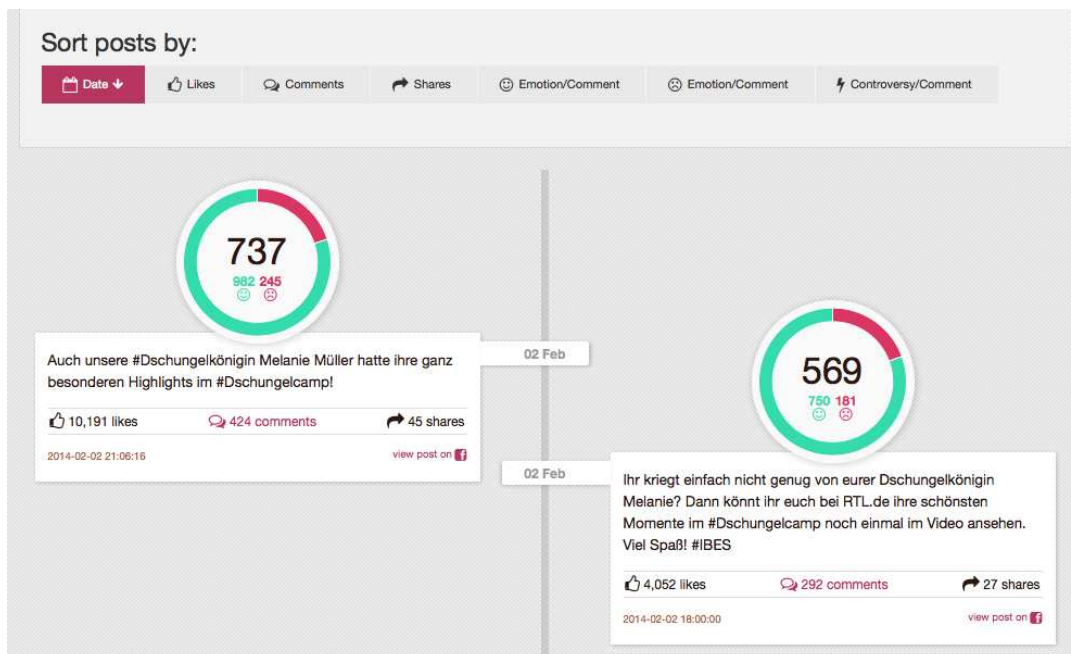 Sort posts by:
Date Likes Comments Shares Emotion/Comment Emotion/Comment Controversy/Comment
737
982 245
Auch unsere #Dschungelkönigin Melanie Müller hatte ihre ganz
besonderen Highlights im #Dschungelcamp!
10,191 likes 424 comments 45 shares
2014-02-02 21:06:16 view post on f
02 Feb
02 Feb
569
750 181
Ihr kriegt einfach nicht genug von eurer Dschungelkönigin
Melanie? Dann könnt ihr euch bei RTL.de ihre schönsten
Momente im #Dschungelcamp noch einmal im Video ansehen.
Viel Spaß! #IBES
4,052 likes 292 comments 27 shares
2014-02-02 18:00:00 view post on f